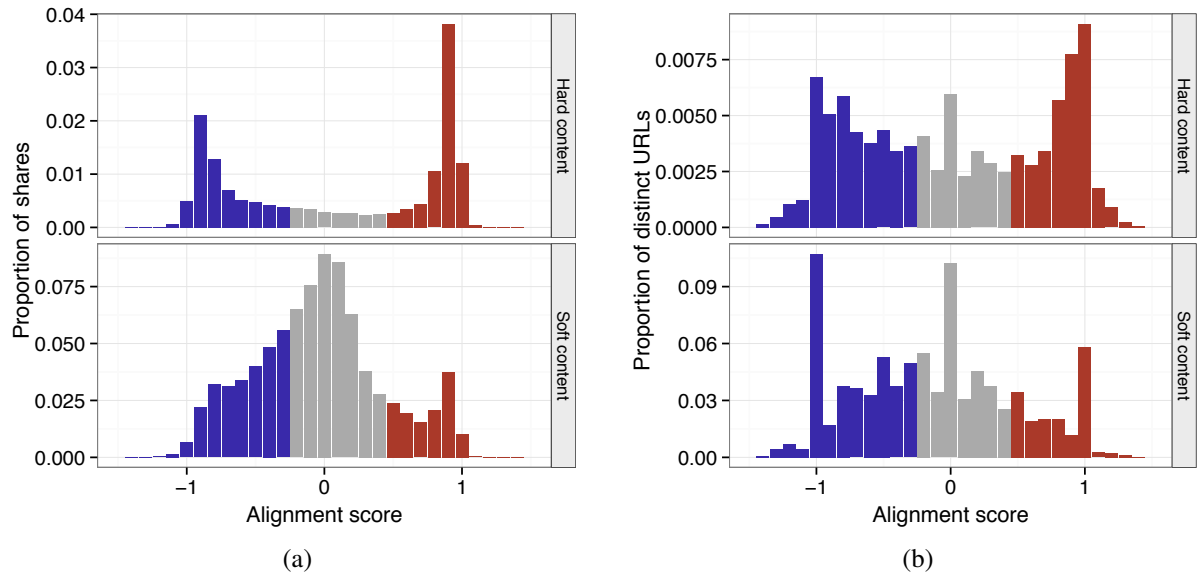 Proportion of shares
0.04
0.03
0.02
0.01
0.00
Hard content
0.075
0.050
0.025
0.000
Soft content
−1
0
1
Alignment score
(a)
Proportion of distinct URLs
0.0075
0.0050
0.0025
0.0000
Hard content
0.09
0.06
0.03
0.00
Soft content
−1
0
1
Alignment score
(b)